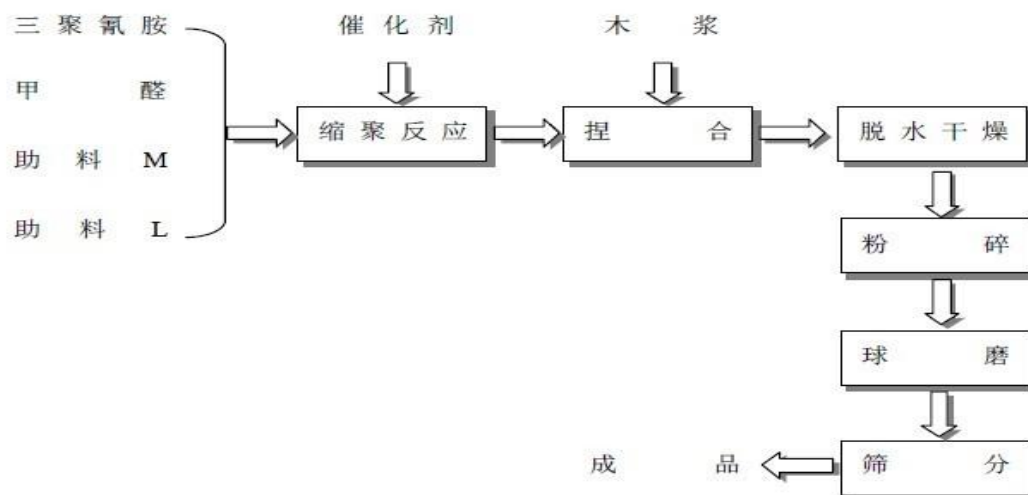 三聚氰胺
催化剂
木浆
甲醛
缩聚反应
捏合
脱水干燥
助料M
助料L
粉碎
球磨
筛分
成品